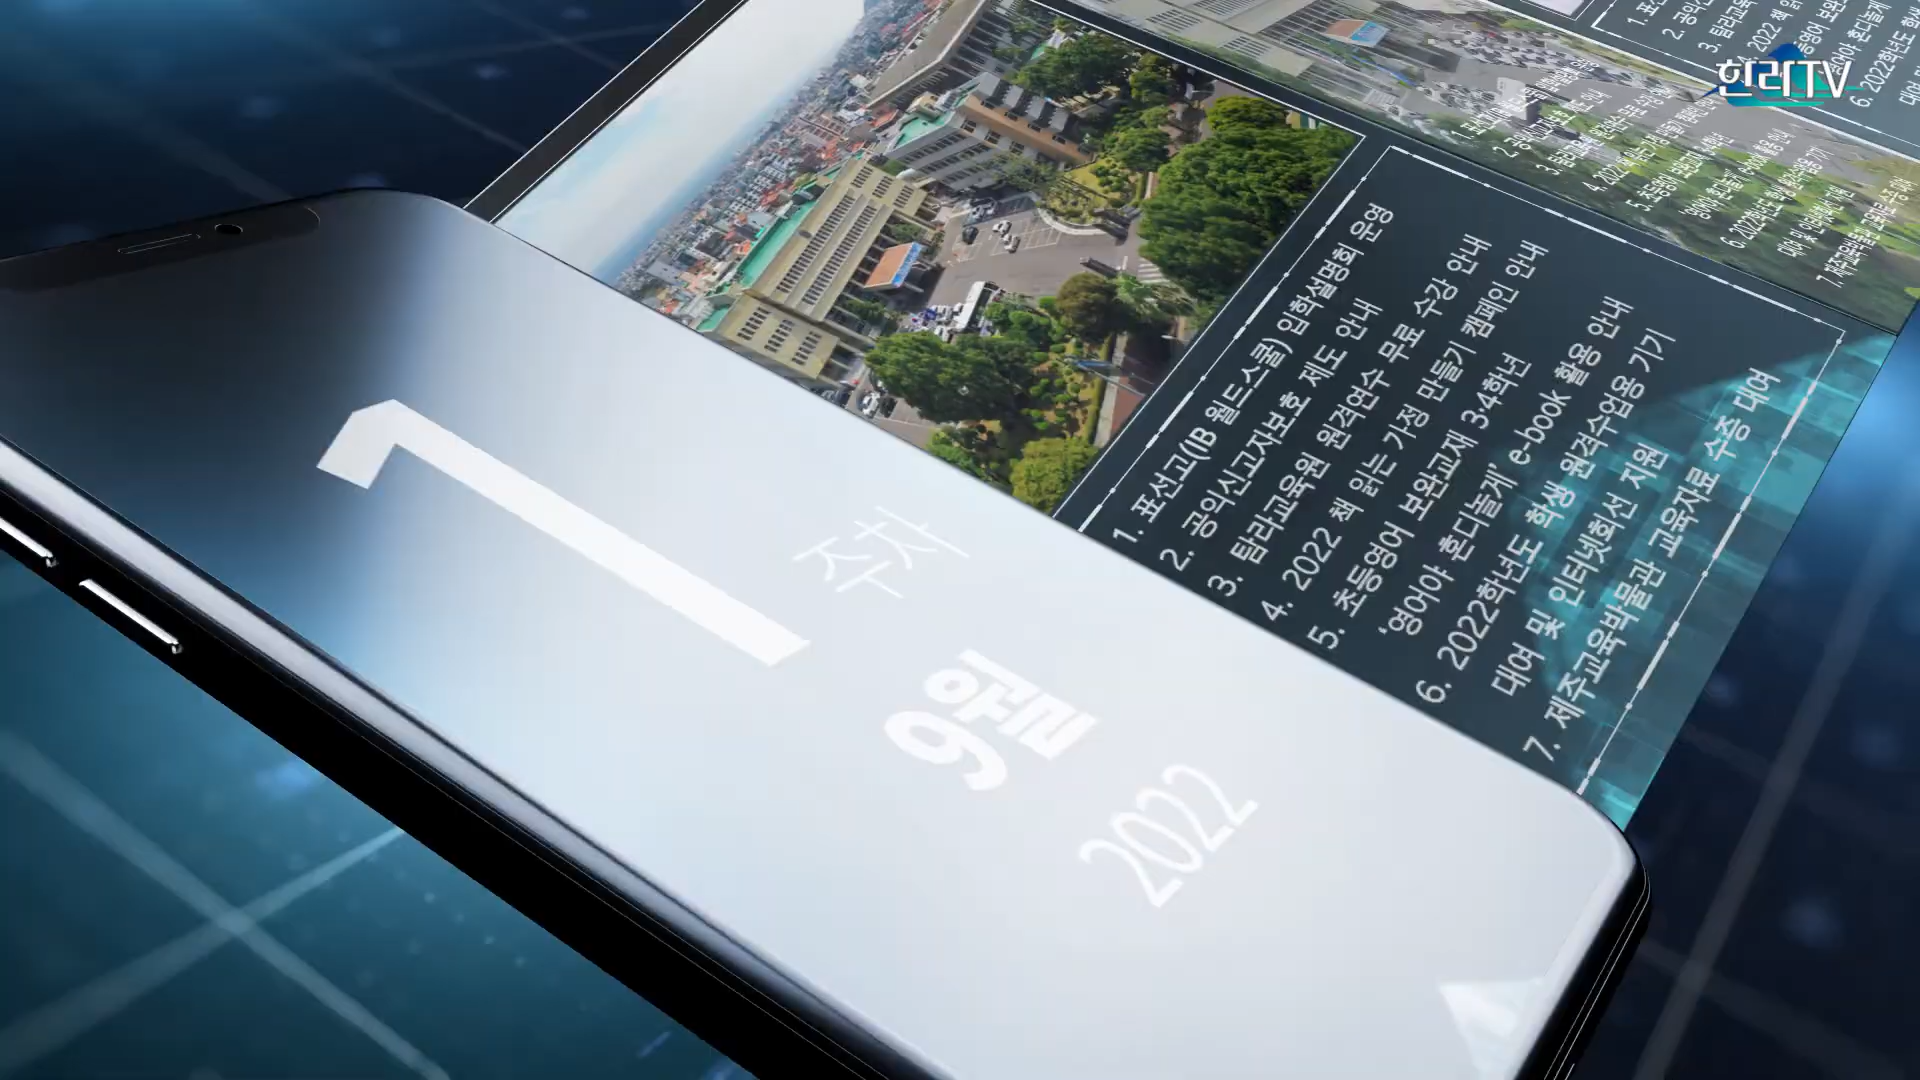 한라TV
1
주차
9월
2022
1. 표선고(IB 월드스쿨) 입학설명회 운영
2. 공익신고자보호 제도 안내
3. 탐라교육원 원격연수 무료 수강 안내
4. 2022 책 읽는 가정 만들기 캠페인 안내
5. 초등영어 보완교재 3·4학년
'영어야 혼디놀게' e-book 활용 안내
6. 2022학년도 학생 원격수업용 기기
대여 및 인터넷회선 지원
7. 제주교육박물관 교육자료 수증 대여